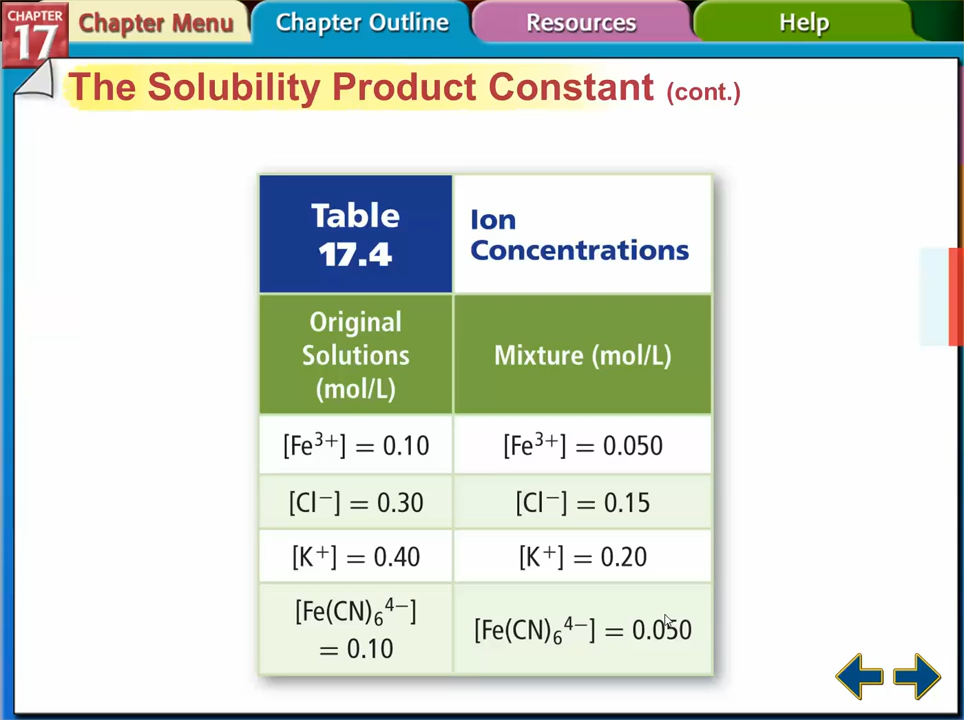 CHAPTER
17
Chapter Menu
Chapter Outline
Resources
Help
The Solubility Product Constant (cont.)
Table
17.4
Ion
Concentrations
Original
Solutions
(mol/L)
Mixture (mol/L)
[Fe³⁺] = 0.10
[Fe³⁺] = 0.050
[Cl⁻] = 0.30
[Cl⁻] = 0.15
[K⁺] = 0.40
[K⁺] = 0.20
[Fe(CN)₆⁴⁻]
= 0.10
[Fe(CN)₆⁴⁻] = 0.050